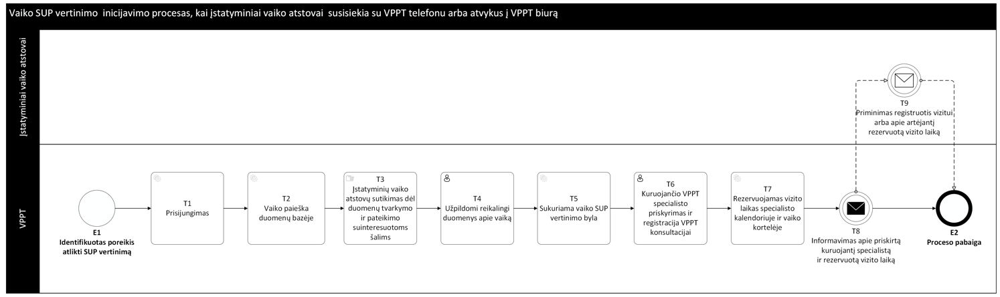 Vaiko SUP vertinimo  inicijavimo procesas, kai įstatyminiai vaiko atstovai  susisiekia su VPPT telefonu arba atvykus į VPPT biurą
Įstatyminiai vaiko atstovai
T9
Priminimas registruotis vizitui
arba apie artėjantį
rezervuotą vizito laiką
VPPT
E1
Identifikuotas poreikis
atlikti SUP vertinimą
T1
Prisijungimas
T2
Vaiko paieška
duomenų bazėje
T3
Įstatyminių vaiko
atstovų sutikimas dėl
duomenų tvarkymo
ir pateikimo
suinteresuotoms
šalims
T4
Užpildomi reikalingi
duomenys apie vaiką
T5
Sukuriama vaiko SUP
vertinimo byla
T6
Kuruojančio VPPT
specialisto
priskyrimas ir
registracija VPPT
konsultacijai
T7
Rezervuojamas vizito
laikas specialisto
kalendoriuje ir vaiko
kortelėje
T8
Informavimas apie priskirtą
kuruojantį specialistą
ir rezervuotą vizito laiką
E2
Proceso pabaiga